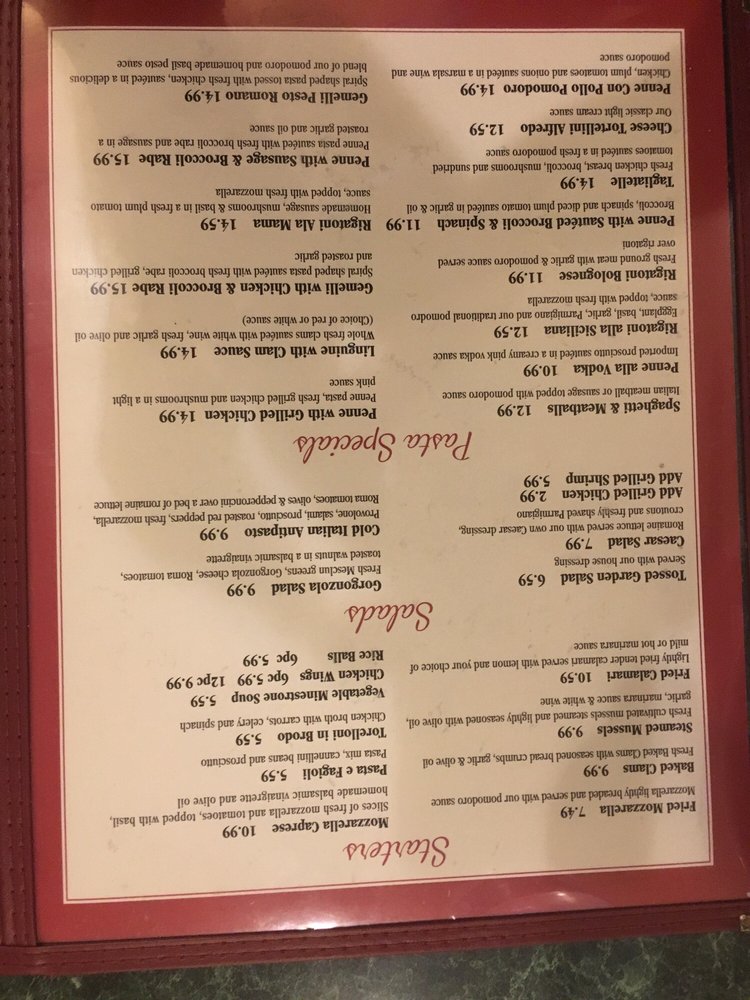 Starters
Fried Mozzarella 7.49
Mozzarella lightly breaded and served with our pomodoro sauce
Baked Clams 9.99
Fresh Baked Clams with seasoned bread crumbs, garlic & olive oil
Steamed Mussels 9.99
Fresh cultivated mussels steamed and lightly seasoned with olive oil,
garlic, marinara sauce & white wine
Fried Calamari 10.59
Lightly fried tender calamari served with lemon and your choice of
mild or hot marinara sauce
Mozzarella Caprese 10.99
Slices of fresh mozzarella and tomatoes, topped with basil,
homemade balsamic vinaigrette and olive oil
Pasta e Fagioli 5.59
Pasta mix, cannellini beans and prosciutto
Torelloni in Brodo 5.59
Chicken broth with carrots, celery and spinach
Vegetable Minestrone Soup 5.59
Chicken Wings 6pc 5.99 12pc 9.99
Rice Balls 6pc 5.99
Salads
Tossed Garden Salad 6.59
Served with our house dressing
Caesar Salad 7.99
Romaine lettuce served with our own Caesar dressing,
croutons and freshly shaved Parmigiano
Add Grilled Chicken 2.99
Add Grilled Shrimp 5.99
Gorgonzola Salad 9.99
Fresh Mesclun greens, Gorgonzola cheese, Roma tomatoes,
toasted walnuts in a balsamic vinaigrette
Cold Italian Antipasto 9.99
Provolone, salami, prosciutto, roasted red peppers, fresh mozzarella,
Roma tomatoes, olives & pepperoncini over a bed of romaine lettuce
Pasta Specials
Spaghetti & Meatballs 12.99
Italian meatball or sausage topped with pomodoro sauce
Penne alla Vodka 10.99
Imported prosciutto sautéed in a creamy pink vodka sauce
Rigatoni alla Siciliana 12.59
Eggplant, basil, garlic, Parmigiano and our traditional pomodoro
sauce, topped with fresh mozzarella
Rigatoni Bolognese 11.99
Fresh ground meat with garlic & pomodoro sauce served
over rigatoni
Penne with Sautéed Broccoli & Spinach 11.99
Broccoli, spinach and diced plum tomato sautéed in garlic & oil
Tagliatelle 14.99
Fresh chicken breast, broccoli, mushrooms and sundried
tomatoes sautéed in a fresh pomodoro sauce
Cheese Tortellini Alfredo 12.59
Our classic light cream sauce
Penne Con Pollo Pomodoro 14.99
Chicken, plum tomatoes and onions sautéed in a marsala wine and
pomodoro sauce
Penne with Grilled Chicken 14.99
Penne pasta, fresh grilled chicken and mushrooms in a light
pink sauce
Linguine with Clam Sauce 14.99
Whole fresh clams sautéed with white wine, fresh garlic and olive oil
(Choice of red or white sauce)
Gemelli with Chicken & Broccoli Rabe 15.99
Spiral shaped pasta sautéed with fresh broccoli rabe, grilled chicken
and roasted garlic
Rigatoni Ala Mama 14.59
Homemade sausage, mushrooms & basil in a fresh plum tomato
sauce, topped with fresh mozzarella
Penne with Sausage & Broccoli Rabe 15.99
Penne pasta sautéed with fresh broccoli rabe and sausage in a
roasted garlic and oil sauce
Gemelli Pesto Romano 14.99
Spiral shaped pasta tossed with fresh chicken, sautéed in a delicious
blend of our pomodoro and homemade basil pesto sauce